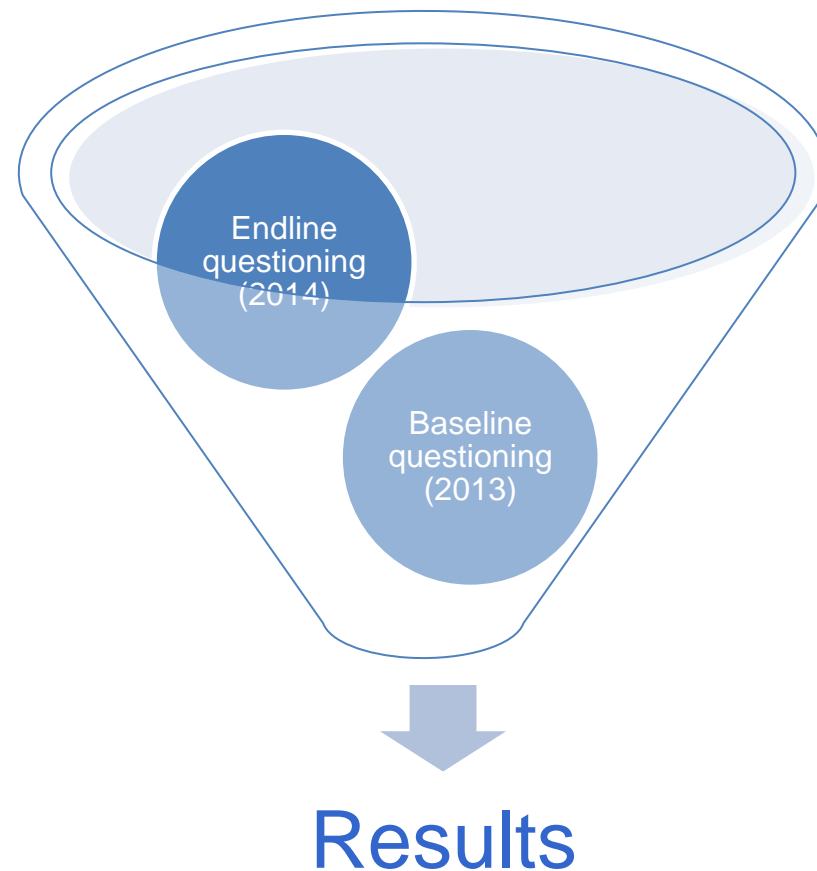 Endline
questioning
(2014)
Baseline
questioning
(2013)
Results